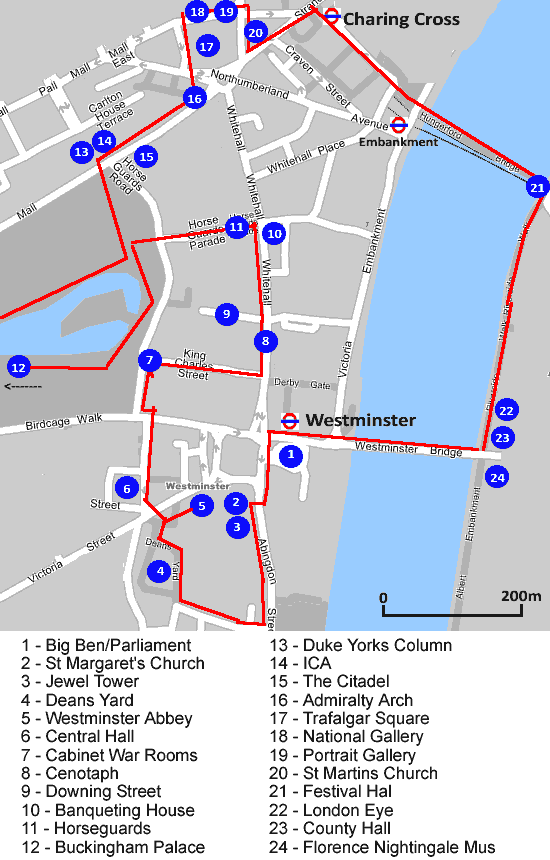 18
19
Strand
Charing Cross
20
17
Mall
East
Mall
Pall
Craven
Street
Northumberland
Avenue
16
Carlton
House
Terrace
Whitehall
Hungerford
Bridge
Embankment
14
13
15
Whitehall Place
Horse
Guards
Road
Whitehall
21
Mall
Horse
Guards
Parade
Horse
11
10
Embankment
Walk
Whitehall
9
8
Victoria
Walk Riverside
12
7
King
Charles
Street
<-------
Derby Gate
22
Birdcage Walk
Westminster
23
1
Westminster Bridge
24
Westminster
6
Street
5
2
3
Embankment
Victoria Street
Deans
Yard
4
Abingdon
Street
Albert
0 200m
1 - Big Ben/Parliament
2 - St Margaret's Church
3 - Jewel Tower
4 - Deans Yard
5 - Westminster Abbey
6 - Central Hall
7 - Cabinet War Rooms
8 - Cenotaph
9 - Downing Street
10 - Banqueting House
11 - Horseguards
12 - Buckingham Palace
13 - Duke Yorks Column
14 - ICA
15 - The Citadel
16 - Admiralty Arch
17 - Trafalgar Square
18 - National Gallery
19 - Portrait Gallery
20 - St Martins Church
21 - Festival Hal
22 - London Eye
23 - County Hall
24 - Florence Nightingale Mus